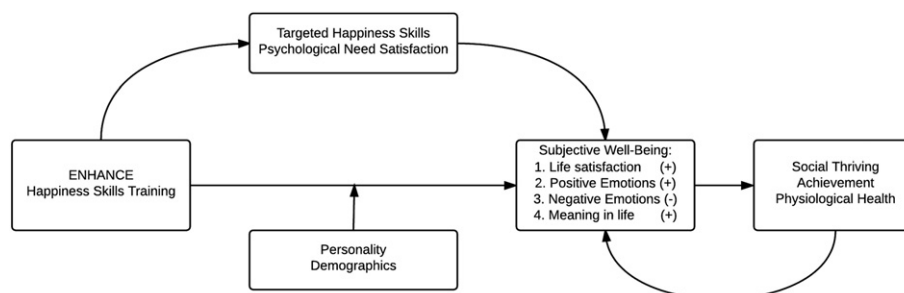 Targeted Happiness Skills
Psychological Need Satisfaction
ENHANCE
Happiness Skills Training
Subjective Well-Being:
1. Life satisfaction (+)
2. Positive Emotions (+)
3. Negative Emotions (-)
4. Meaning in life (+)
Social Thriving
Achievement
Physiological Health
Personality
Demographics